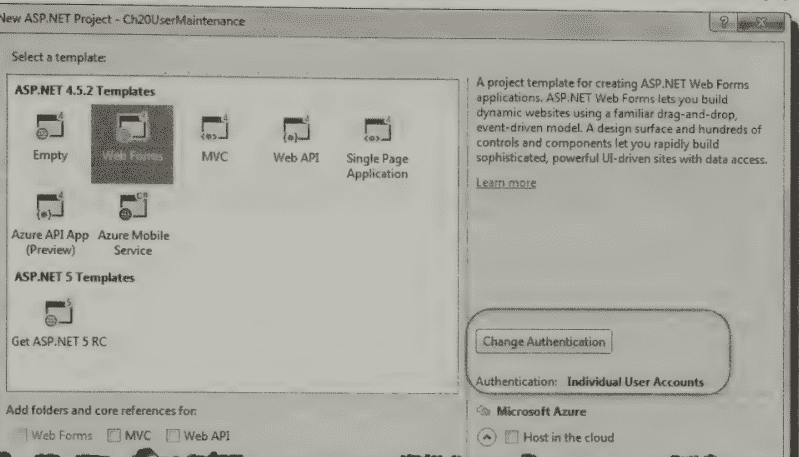 New ASP.NET Project - Ch20UserMaintenance
?
Select a template:
ASP.NET 4.5.2 Templates
Empty
Web Forms
MVC
Web API
Single Page
Application
Azure API App
(Preview)
Azure Mobile
Service
ASP.NET 5 Templates
Get ASP.NET 5 RC
A project template for creating ASP.NET Web Forms
applications. ASP.NET Web Forms lets you build
dynamic websites using a familiar drag-and-drop,
event-driven model. A design surface and hundreds of
controls and components let you rapidly build
sophisticated, powerful UI-driven sites with data access.
Learn more
Change Authentication
Authentication: Individual User Accounts
Add folders and core references for:
Web Forms MVC Web API
Microsoft Azure
Host in the cloud